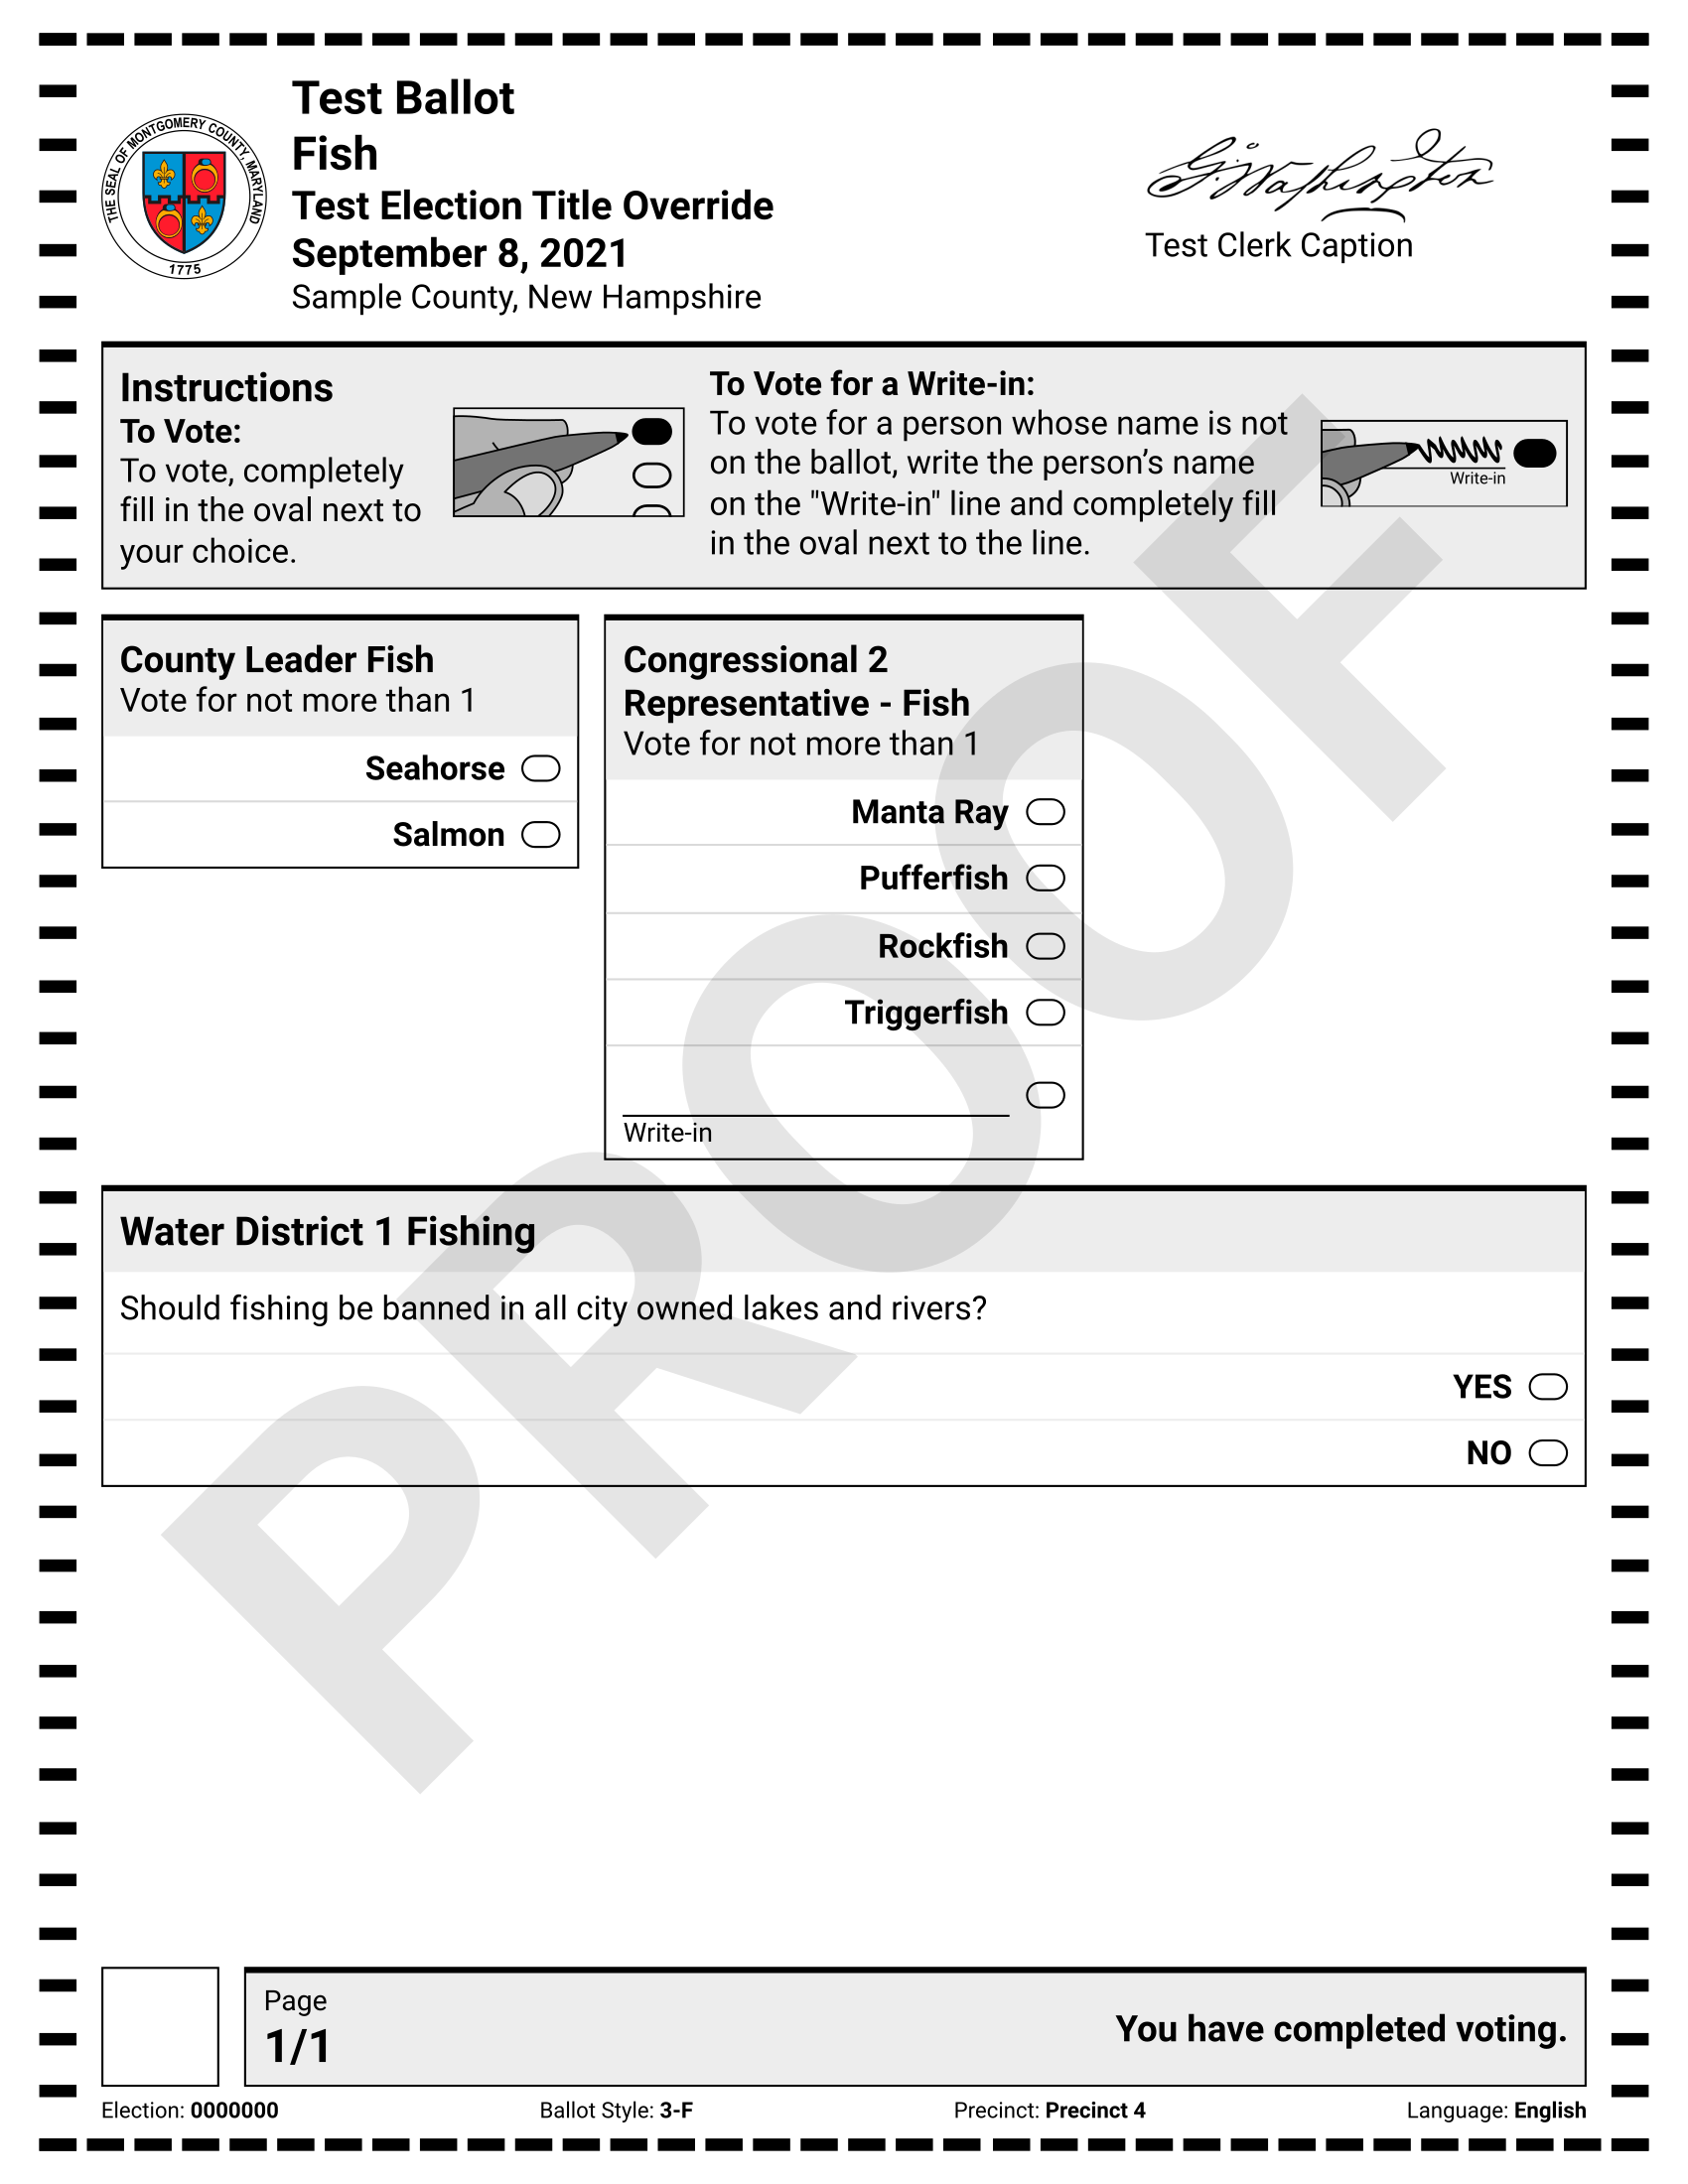 Test Ballot
Fish
Test Election Title Override
September 8, 2021
Sample County, New Hampshire
THE SEAL OF MONTGOMERY COUNTY, MARYLAND
1775
G. Washington
Test Clerk Caption
Instructions
To Vote:
To vote, completely
fill in the oval next to
your choice.
To Vote for a Write-in:
To vote for a person whose name is not
on the ballot, write the person’s name
on the "Write-in" line and completely fill
in the oval next to the line.
Write-in
County Leader Fish
Vote for not more than 1
Seahorse
Salmon
Congressional 2
Representative - Fish
Vote for not more than 1
Manta Ray
Pufferfish
Rockfish
Triggerfish
Write-in
Water District 1 Fishing
Should fishing be banned in all city owned lakes and rivers?
YES
NO
PROOF
Page
1/1
You have completed voting.
Election: 0000000 Ballot Style: 3-F Precinct: Precinct 4 Language: English